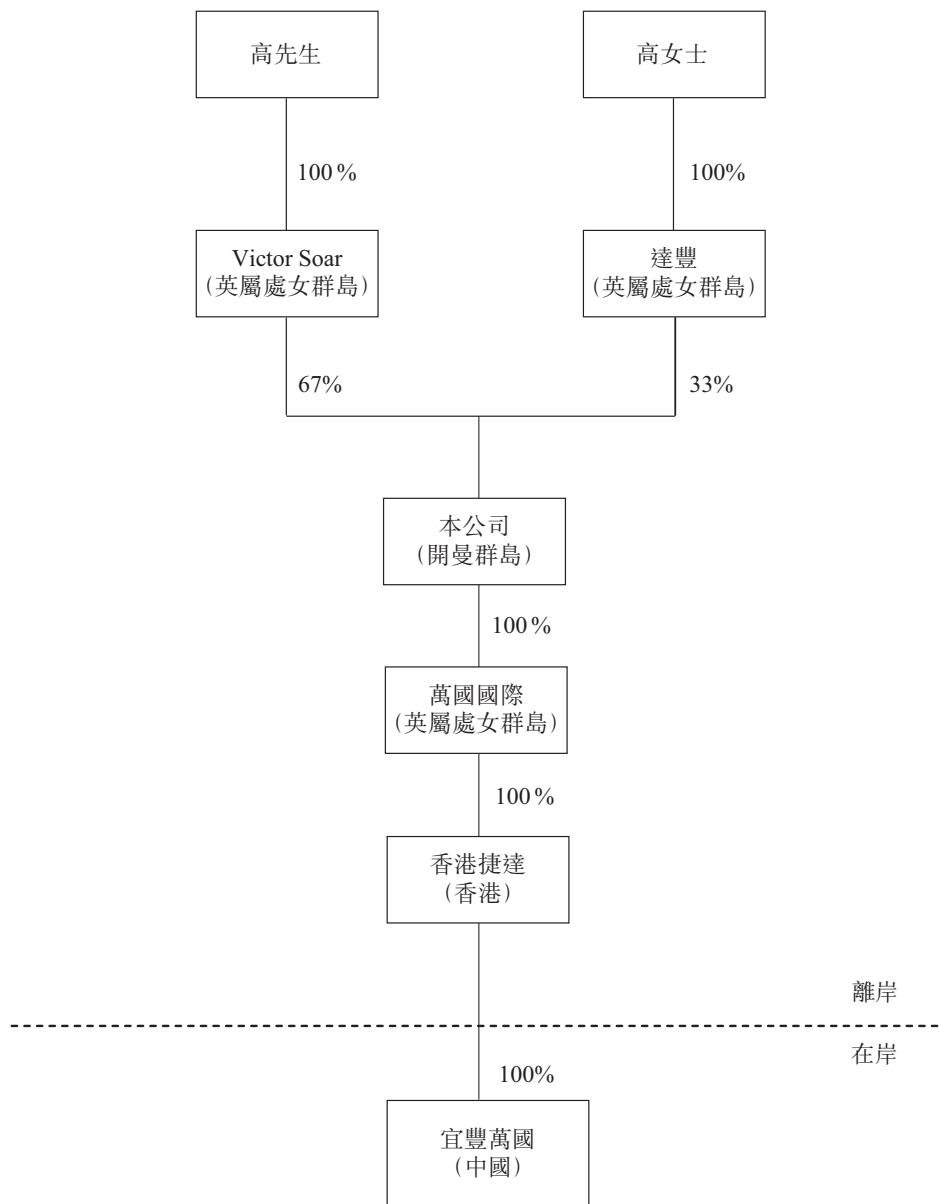 高先生
高女士
100%
100%
Victor Soar
(英屬處女群島)
達豐
(英屬處女群島)
67%
33%
本公司
(開曼群島)
100%
萬國國際
(英屬處女群島)
100%
香港捷達
(香港)
離岸
在岸
100%
宜豐萬國
(中國)